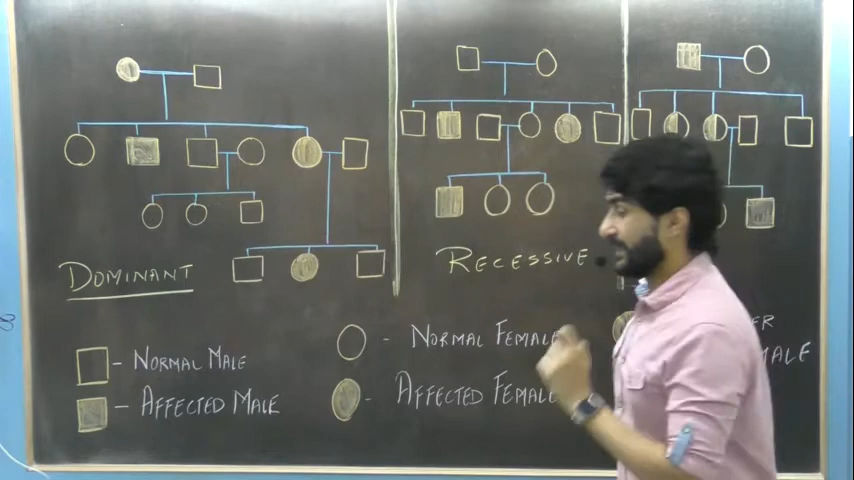 DOMINANT
RECESSIVE
- NORMAL MALE
- AFFECTED MALE
- NORMAL FEMALE
- AFFECTED FEMALE